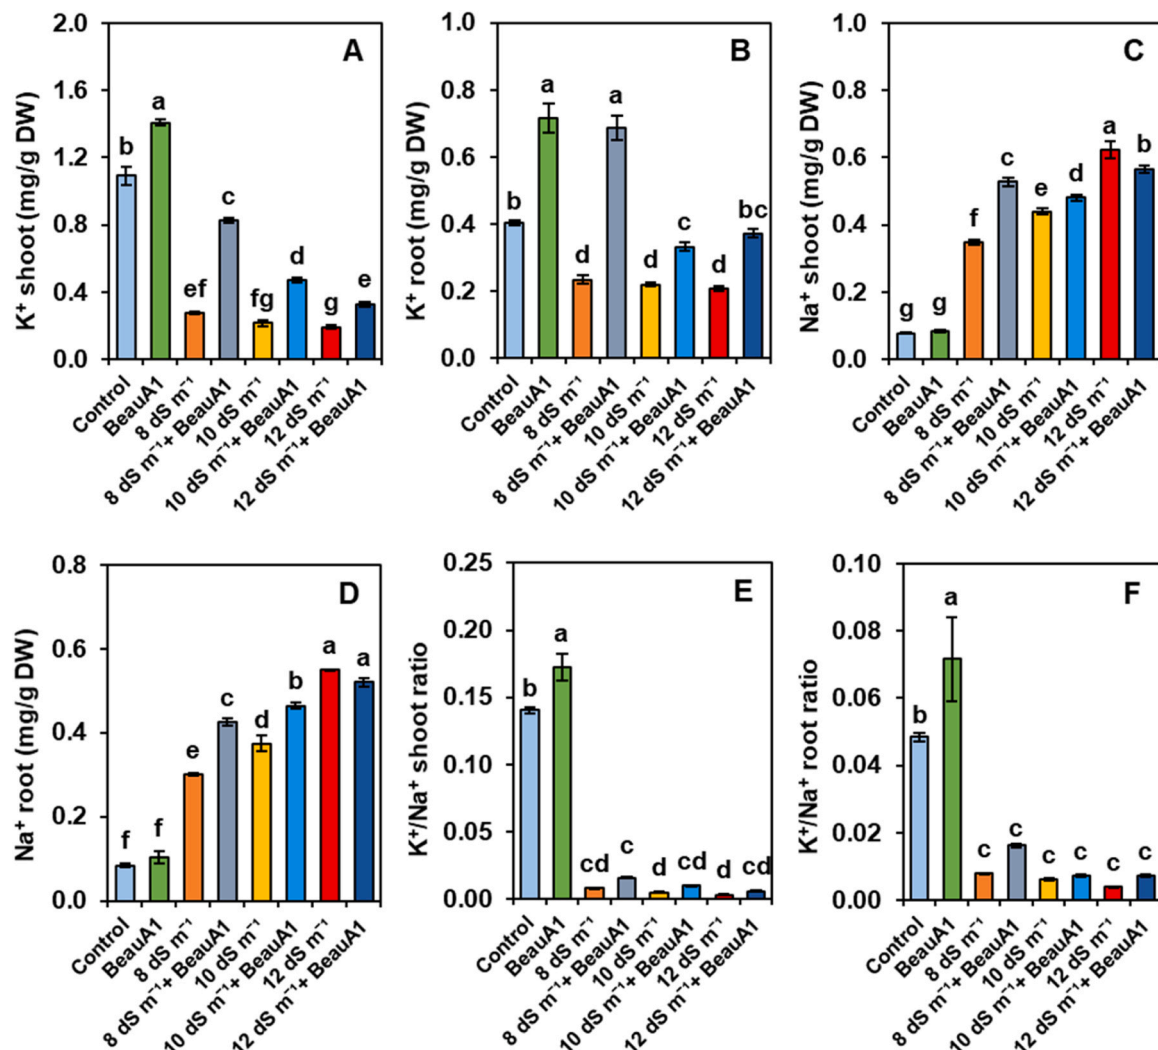 A
K⁺ shoot (mg/g DW)
2.0
1.6
1.2
0.8
0.4
0.0
b
a
ef
c
fg
d
g
e
Control
BeauA1
8 dS m⁻¹
8 dS m⁻¹+ BeauA1
10 dS m⁻¹
10 dS m⁻¹+ BeauA1
12 dS m⁻¹
12 dS m⁻¹+ BeauA1
B
K⁺ root (mg/g DW)
1.0
0.8
0.6
0.4
0.2
0.0
b
a
d
a
d
c
d
bc
Control
BeauA1
8 dS m⁻¹
8 dS m⁻¹+ BeauA1
10 dS m⁻¹
10 dS m⁻¹+ BeauA1
12 dS m⁻¹
12 dS m⁻¹+ BeauA1
C
Na⁺ shoot (mg/g DW)
1.0
0.8
0.6
0.4
0.2
0.0
g
g
f
c
e
d
a
b
Control
BeauA1
8 dS m⁻¹
8 dS m⁻¹+ BeauA1
10 dS m⁻¹
10 dS m⁻¹+ BeauA1
12 dS m⁻¹
12 dS m⁻¹+ BeauA1
D
Na⁺ root (mg/g DW)
0.8
0.6
0.4
0.2
0.0
f
f
e
c
d
b
a
a
Control
BeauA1
8 dS m⁻¹
8 dS m⁻¹+ BeauA1
10 dS m⁻¹
10 dS m⁻¹+ BeauA1
12 dS m⁻¹
12 dS m⁻¹+ BeauA1
E
K⁺/Na⁺ shoot ratio
0.25
0.20
0.15
0.10
0.05
0.00
b
a
cd
c
d
cd
d
cd
Control
BeauA1
8 dS m⁻¹
8 dS m⁻¹+ BeauA1
10 dS m⁻¹
10 dS m⁻¹+ BeauA1
12 dS m⁻¹
12 dS m⁻¹+ BeauA1
F
K⁺/Na⁺ root ratio
0.10
0.08
0.06
0.04
0.02
0.00
b
a
c
c
c
c
c
c
Control
BeauA1
8 dS m⁻¹
8 dS m⁻¹+ BeauA1
10 dS m⁻¹
10 dS m⁻¹+ BeauA1
12 dS m⁻¹
12 dS m⁻¹+ BeauA1